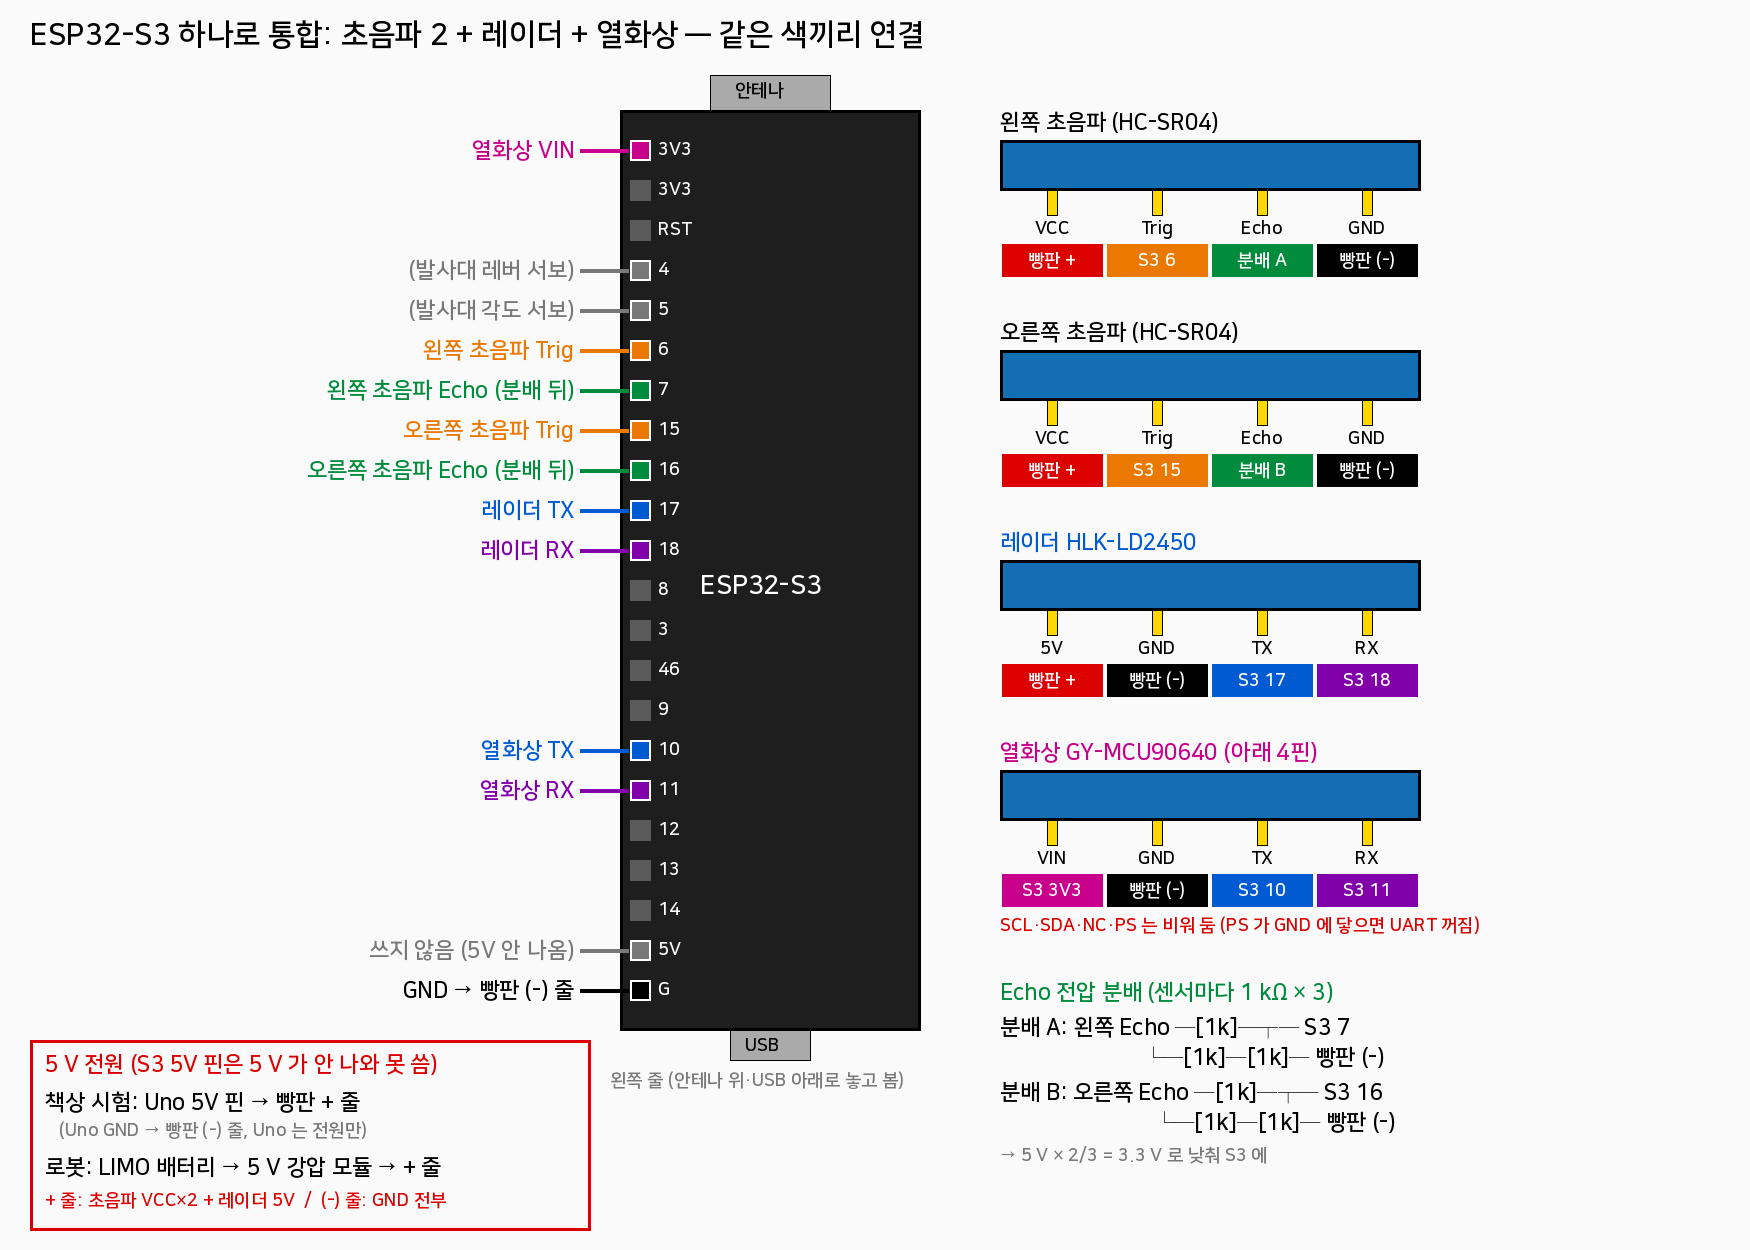 ESP32-S3 하나로 통합: 초음파 2 + 레이더 + 열화상 — 같은 색끼리 연결
안테나
열화상 VIN
3V3
3V3
RST
(발사대 레버 서보)
4
(발사대 각도 서보)
5
왼쪽 초음파 Trig
6
왼쪽 초음파 Echo (분배 뒤)
7
오른쪽 초음파 Trig
15
오른쪽 초음파 Echo (분배 뒤)
16
레이더 TX
17
레이더 RX
18
8
ESP32-S3
3
46
9
열화상 TX
10
열화상 RX
11
12
13
14
쓰지 않음 (5V 안 나옴)
5V
GND → 빵판 (-) 줄
G
USB
왼쪽 줄 (안테나 위·USB 아래로 놓고 봄)
5 V 전원 (S3 5V 핀은 5 V 가 안 나와 못 씀)
책상 시험: Uno 5V 핀 → 빵판 + 줄
(Uno GND → 빵판 (-) 줄, Uno 는 전원만)
로봇: LIMO 배터리 → 5 V 강압 모듈 → + 줄
+ 줄: 초음파 VCC×2 + 레이더 5V / (-) 줄: GND 전부
왼쪽 초음파 (HC-SR04)
VCC Trig Echo GND
빵판 + S3 6 분배 A 빵판 (-)
오른쪽 초음파 (HC-SR04)
VCC Trig Echo GND
빵판 + S3 15 분배 B 빵판 (-)
레이더 HLK-LD2450
5V GND TX RX
빵판 + 빵판 (-) S3 17 S3 18
열화상 GY-MCU90640 (아래 4핀)
VIN GND TX RX
S3 3V3 빵판 (-) S3 10 S3 11
SCL·SDA·NC·PS 는 비워 둠 (PS 가 GND 에 닿으면 UART 꺼짐)
Echo 전압 분배 (센서마다 1 kΩ × 3)
분배 A: 왼쪽 Echo ─[1k]─┬─ S3 7
└─[1k]─[1k]─ 빵판 (-)
분배 B: 오른쪽 Echo ─[1k]─┬─ S3 16
└─[1k]─[1k]─ 빵판 (-)
→ 5 V × 2/3 = 3.3 V 로 낮춰 S3 에